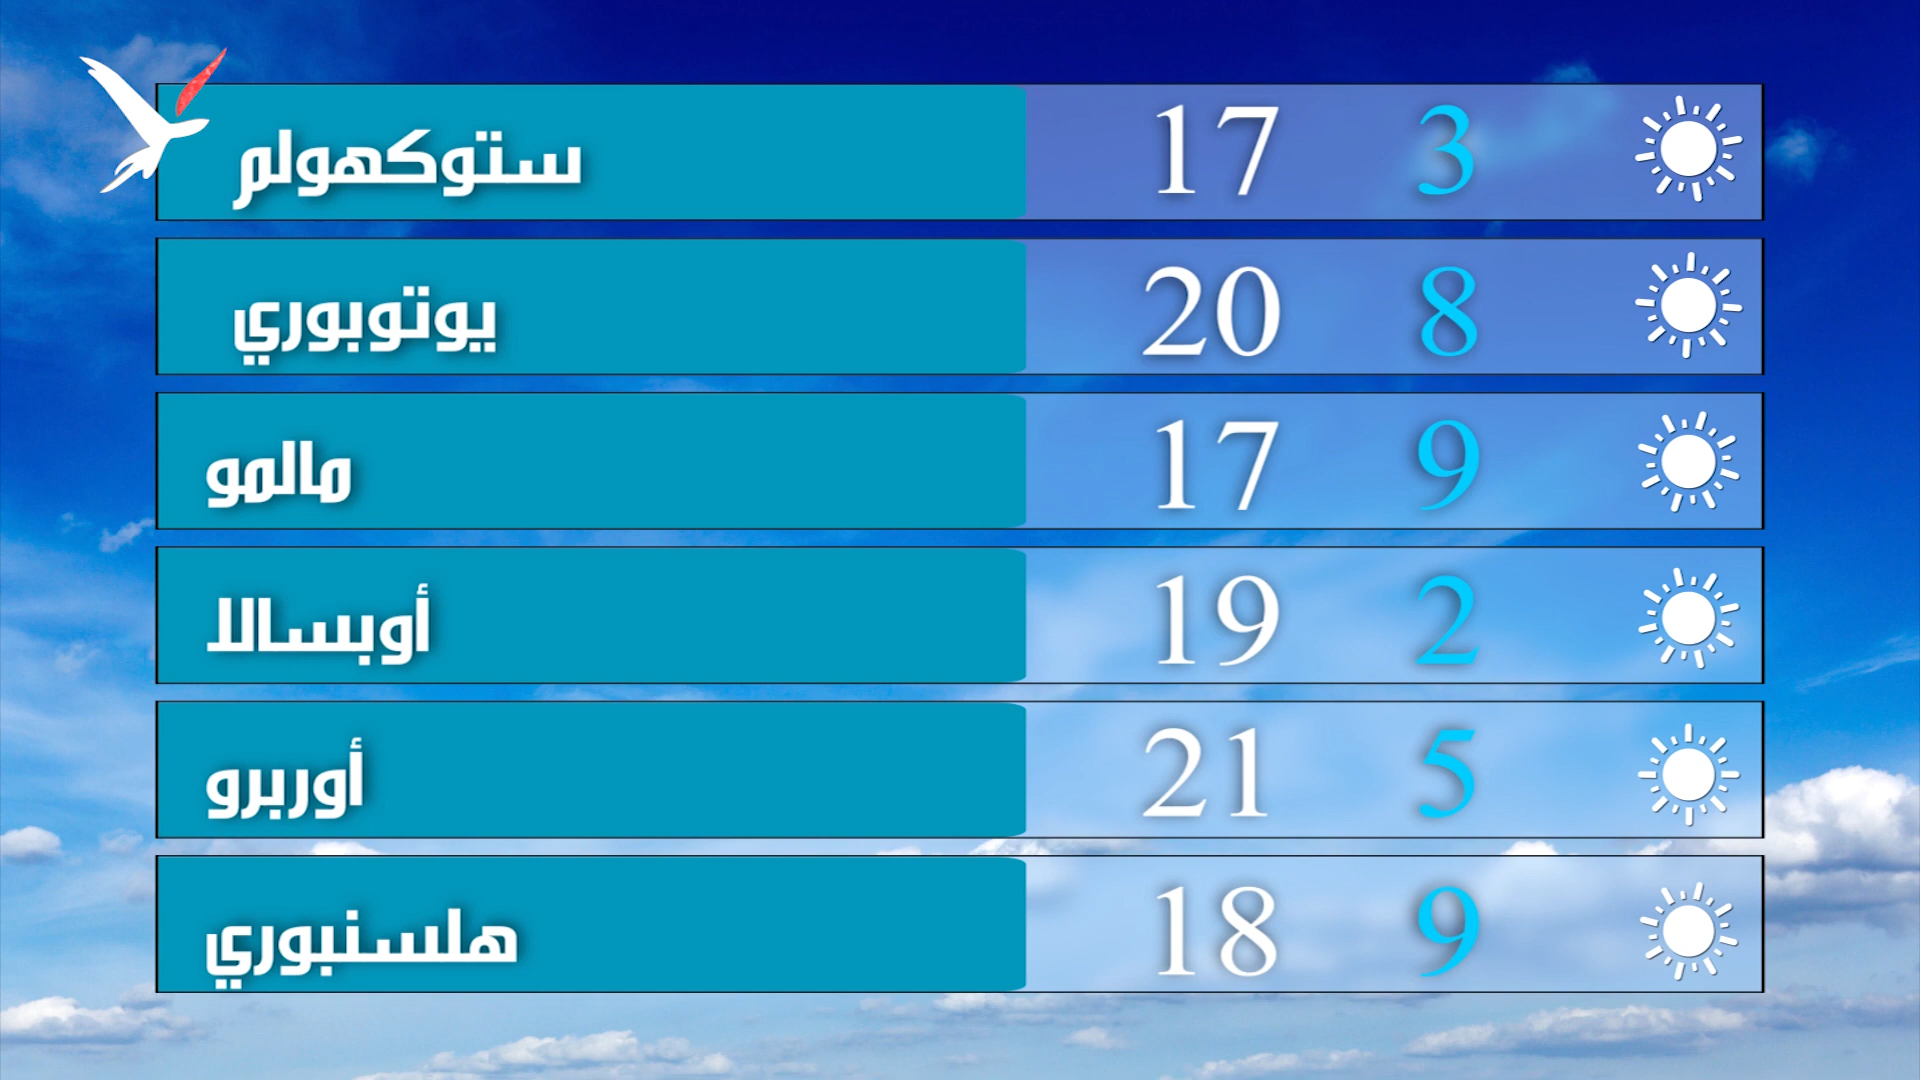 ستوكهولم 17 3
يوتوبوري 20 8
مالمو 17 9
أوبسالا 19 2
أوربرو 21 5
هلسنبوري 18 9